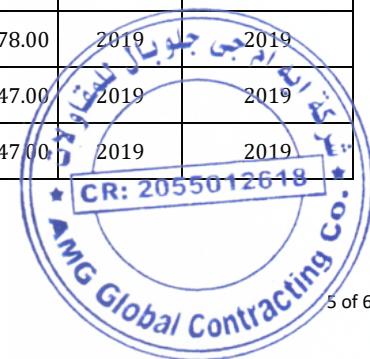 78.00 2019 2019
47.00 2019 2019
47.00 2019 2019
شركة ايه ام جي جلوبال للمقاولات
CR: 2055012618
AMG Global Contracting Co.
5 of 6